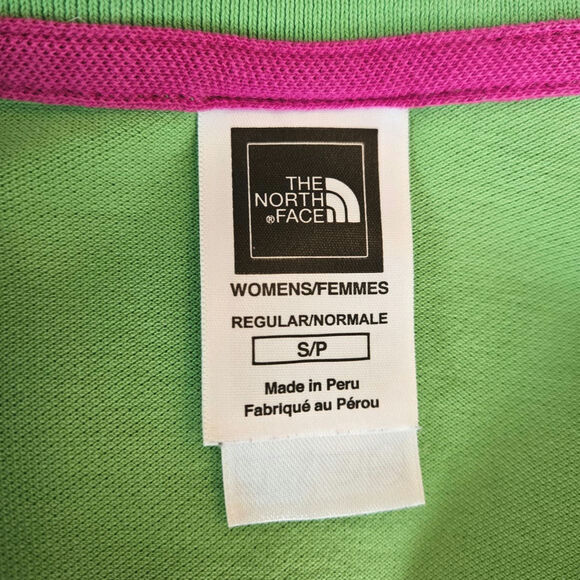 THE
NORTH
® FACE
WOMENS/FEMMES
REGULAR/NORMALE
S/P
Made in Peru
Fabriqué au Pérou